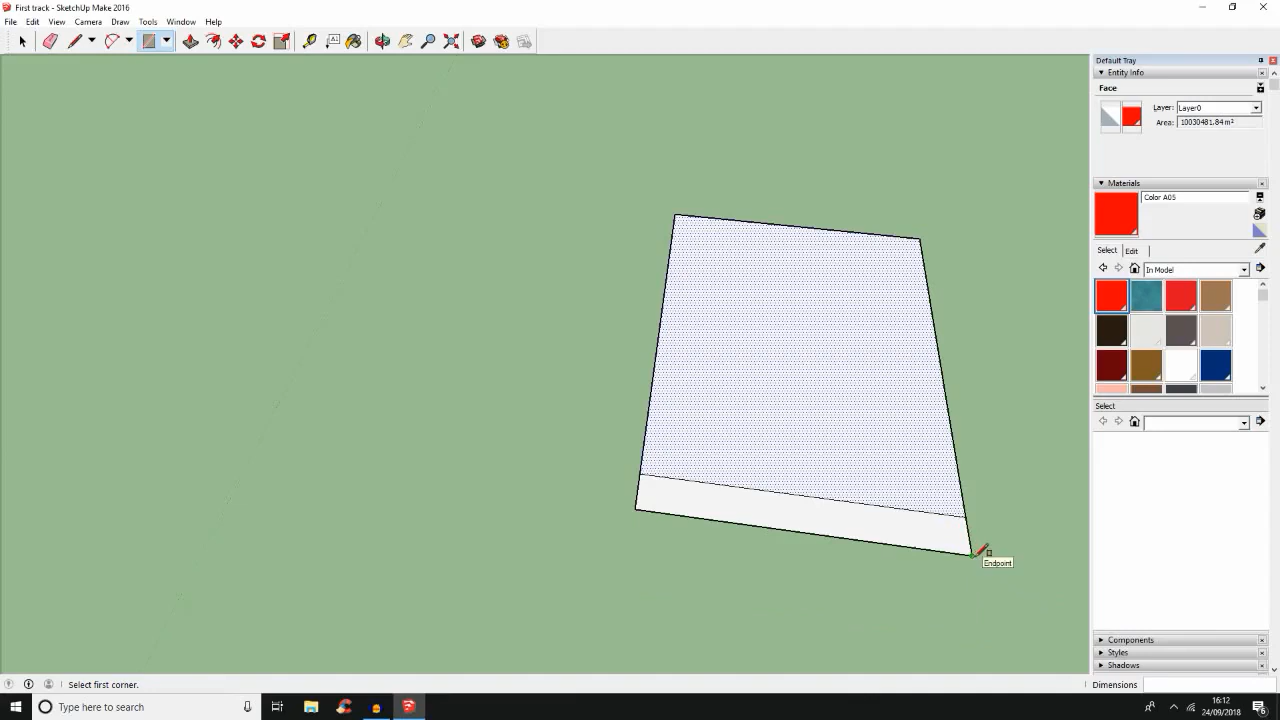 First track - SketchUp Make 2016
File Edit View Camera Draw Tools Window Help
Default Tray
Entity Info
Face
Layer: Layer0
Area: 10030481.84 m²
Materials
Color A05
Select Edit
In Model
Select
Endpoint
Components
Styles
Shadows
Select first corner.
Dimensions
Type here to search
16:12
24/09/2018